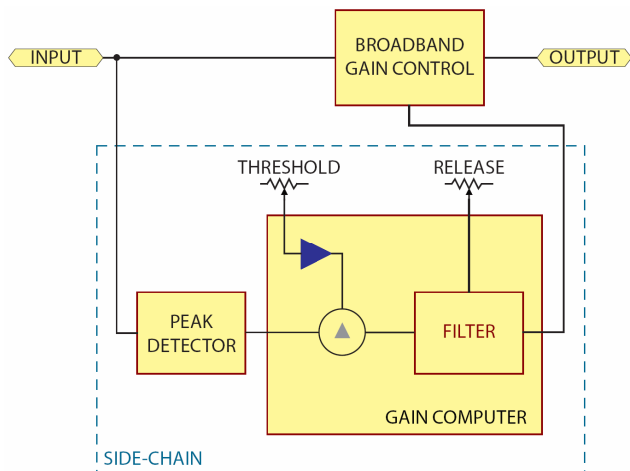 BROADBAND
GAIN CONTROL
INPUT
OUTPUT
THRESHOLD
RELEASE
PEAK
DETECTOR
FILTER
GAIN COMPUTER
SIDE-CHAIN